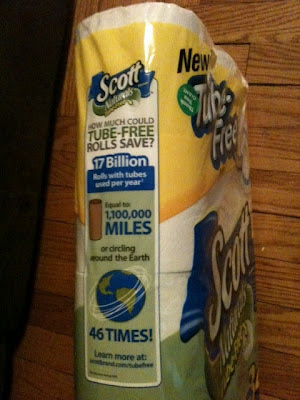 Scott
Naturals
HOW MUCH COULD
TUBE-FREE
ROLLS SAVE?
17 Billion
Rolls with tubes
used per year
Equal to:
1,100,000
MILES
or circling
around the Earth
46 TIMES!
Learn more at:
scottbrand.com/tubefree
New
Tube-
Free
Scott
Naturals